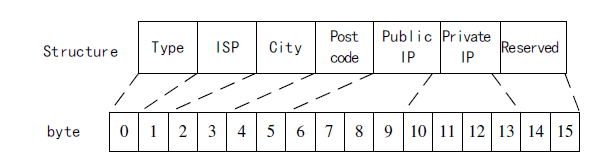 Structure Type ISP City Post code Public IP Private IP Reserved
byte 0 1 2 3 4 5 6 7 8 9 10 11 12 13 14 15